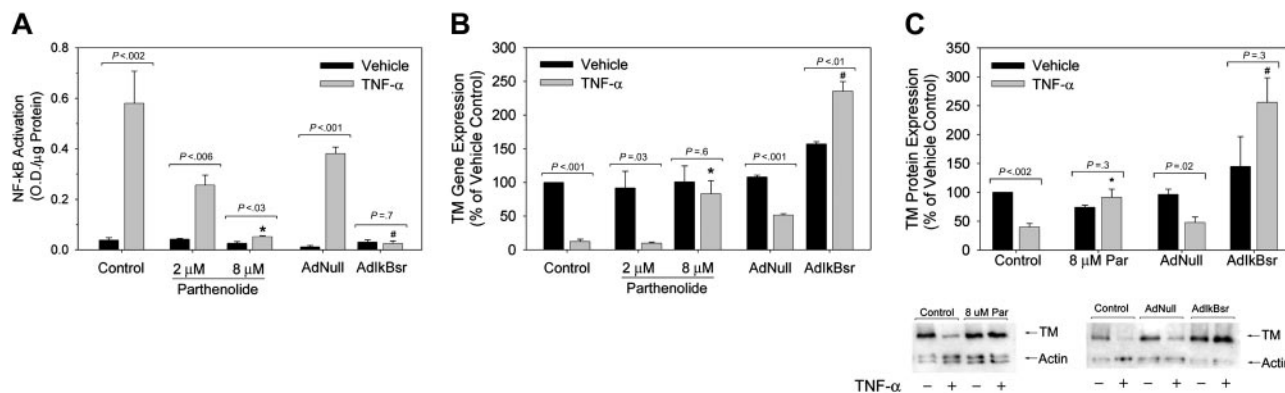 A
NF-kB Activation
(O.D./μg Protein)
0.8
0.6
0.4
0.2
0.0
Vehicle
TNF-α
P<.002
P<.006
P<.03
P<.001
P=.7
*
#
Control
2 μM
8 μM
Parthenolide
AdNull
AdIkBsr
B
TM Gene Expression
(% of Vehicle Control)
300
250
200
150
100
50
0
Vehicle
TNF-α
P<.001
P=.03
P=.6
P<.001
P<.01
*
#
Control
2 μM
8 μM
Parthenolide
AdNull
AdIkBsr
C
TM Protein Expression
(% of Vehicle Control)
350
300
250
200
150
100
50
0
Vehicle
TNF-α
P<.002
P=.3
P=.02
P=.3
*
#
Control
8 μM Par
AdNull
AdIkBsr
Control 8 uM Par
←TM
←Actin
TNF-α − + − +
Control AdNull AdIkBsr
←TM
←Actin
− + − + − +